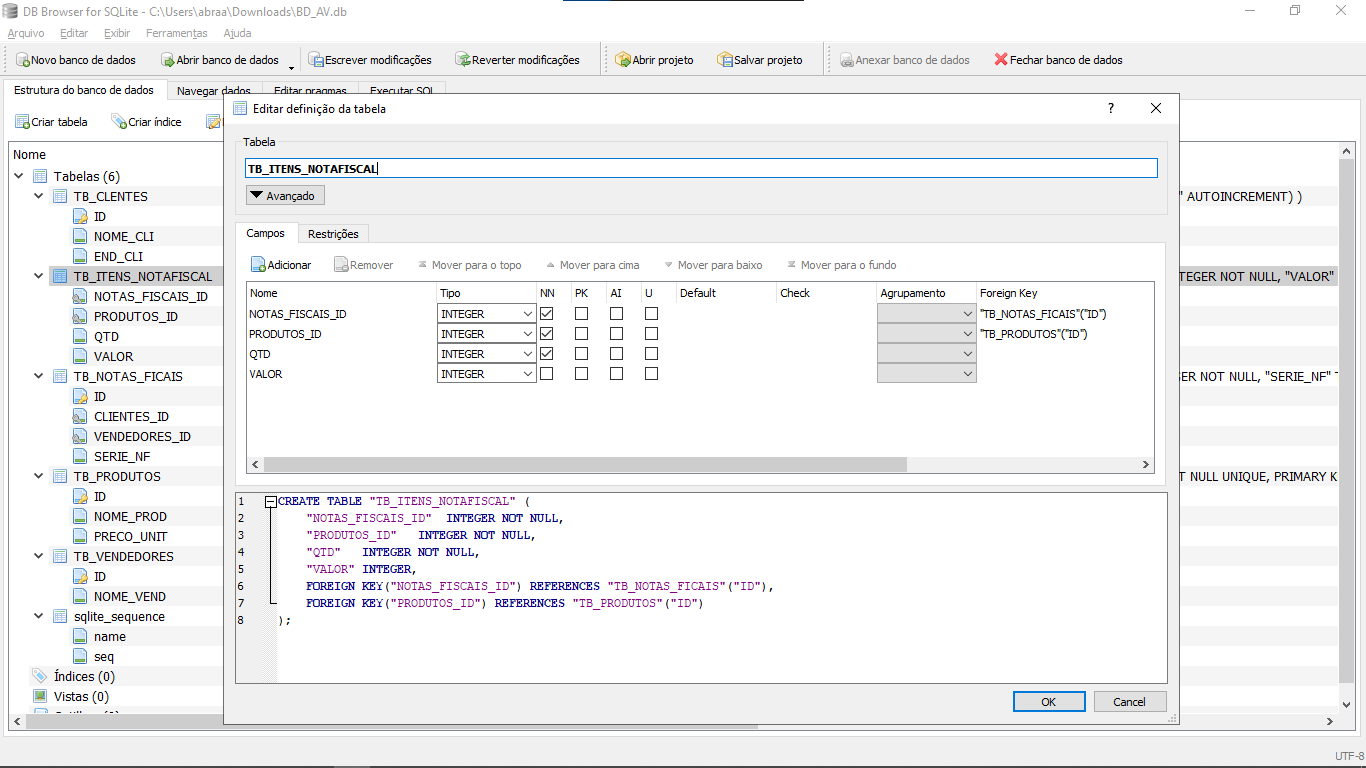 DB Browser for SQLite - C:\Users\abraa\Downloads\BD_AV.db
Arquivo Editar Exibir Ferramentas Ajuda
Novo banco de dados Abrir banco de dados Escrever modificações Reverter modificações Abrir projeto Salvar projeto Anexar banco de dados Fechar banco de dados
Estrutura do banco de dados Navegar dados Editar pragmas Executar SQL
Criar tabela Criar índice
Nome
Tabelas (6)
TB_CLENTES
ID
NOME_CLI
END_CLI
TB_ITENS_NOTAFISCAL
NOTAS_FISCAIS_ID
PRODUTOS_ID
QTD
VALOR
TB_NOTAS_FICAIS
ID
CLIENTES_ID
VENDEDORES_ID
SERIE_NF
TB_PRODUTOS
ID
NOME_PROD
PRECO_UNIT
TB_VENDEDORES
ID
NOME_VEND
sqlite_sequence
name
seq
Índices (0)
Vistas (0)
Editar definição da tabela ?
Tabela
TB_ITENS_NOTAFISCAL
Avançado
Campos Restrições
Adicionar Remover Mover para o topo Mover para cima Mover para baixo Mover para o fundo
Nome Tipo NN PK AI U Default Check Agrupamento Foreign Key
NOTAS_FISCAIS_ID INTEGER "TB_NOTAS_FICAIS"("ID")
PRODUTOS_ID INTEGER "TB_PRODUTOS"("ID")
QTD INTEGER
VALOR INTEGER
1 CREATE TABLE "TB_ITENS_NOTAFISCAL" (
2 "NOTAS_FISCAIS_ID" INTEGER NOT NULL,
3 "PRODUTOS_ID" INTEGER NOT NULL,
4 "QTD" INTEGER NOT NULL,
5 "VALOR" INTEGER,
6 FOREIGN KEY("NOTAS_FISCAIS_ID") REFERENCES "TB_NOTAS_FICAIS"("ID"),
7 FOREIGN KEY("PRODUTOS_ID") REFERENCES "TB_PRODUTOS"("ID")
8 );
OK Cancel
" AUTOINCREMENT) )
TEGER NOT NULL, "VALOR"
ER NOT NULL, "SERIE_NF"
T NULL UNIQUE, PRIMARY K
UTF-8